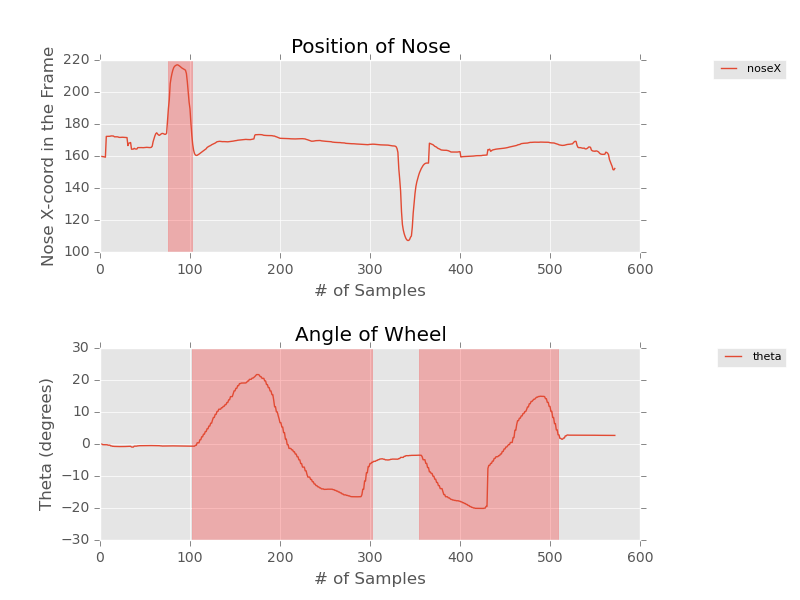 Position of Nose
220
200
180
160
140
120
100
Nose X-coord in the Frame
0 100 200 300 400 500 600
# of Samples
noseX
Angle of Wheel
30
20
10
0
−10
−20
−30
Theta (degrees)
0 100 200 300 400 500 600
# of Samples
theta